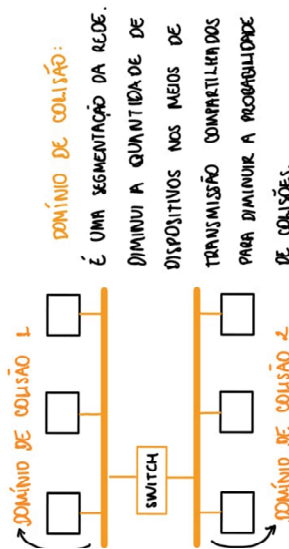 DOMÍNIO DE COLISÃO 1
SWITCH
DOMÍNIO DE COLISÃO 2
DOMÍNIO DE COLISÃO:
É UMA SEGMENTAÇÃO DA REDE.
DIMINUI A QUANTIDADE DE
DISPOSITIVOS NOS MEIOS DE
TRANSMISSÃO COMPARTILHADOS
PARA DIMINUIR A PROBABILIDADE
DE COLISÕES.